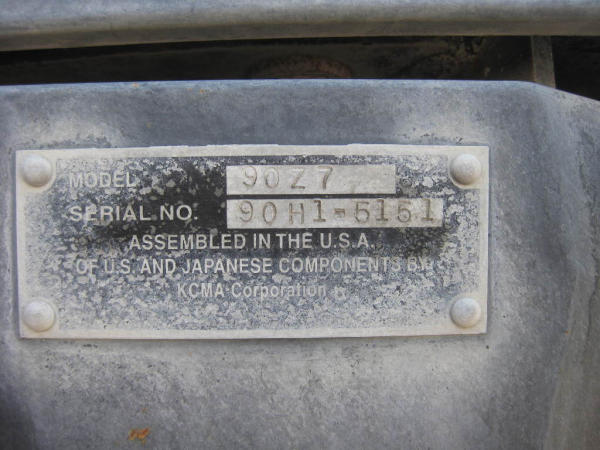 MODEL 90Z7
SERIAL NO. 90H1-5151
ASSEMBLED IN THE U.S.A.
OF U.S. AND JAPANESE COMPONENTS BY
KCMA Corporation